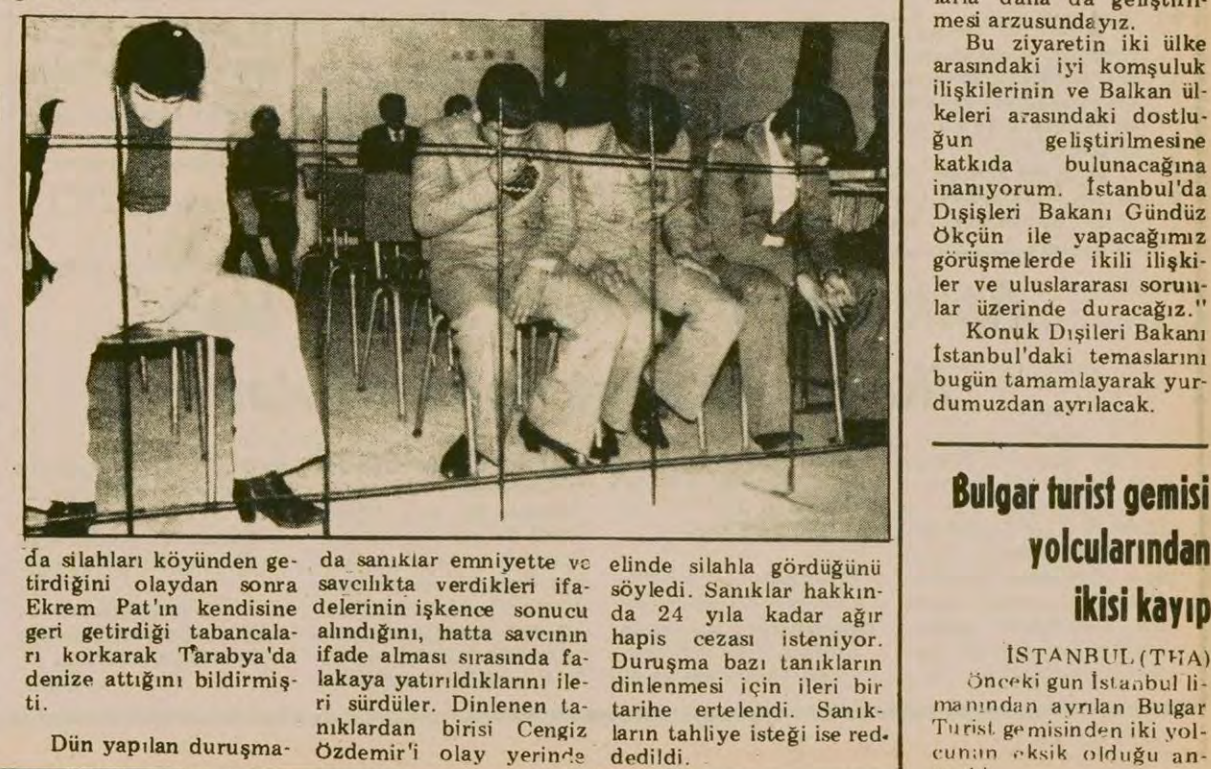 da silahları köyünden ge-
tirdiğini olaydan sonra
Ekrem Pat'ın kendisine
geri getirdiği tabancala-
rı korkarak Tarabya'da
denize attığını bildirmiş-
ti.
Dün yapılan duruşma-
da sanıklar emniyette ve
savcılıkta verdikleri ifa-
delerinin işkence sonucu
alındığını, hatta savcının
ifade alması sırasında fa-
lakaya yatırıldıklarını ile-
ri sürdüler. Dinlenen ta-
nıklardan birisi Cengiz
Özdemir'i olay yerinde
elinde silahla gördüğünü
söyledi. Sanıklar hakkın-
da 24 yıla kadar ağır
hapis cezası isteniyor.
Duruşma bazı tanıkların
dinlenmesi için ileri bir
tarihe ertelendi. Sanık-
ların tahliye isteği ise red-
dedildi.
larla daha da geliştiril-
mesi arzusundayız.
Bu ziyaretin iki ülke
arasındaki iyi komşuluk
ilişkilerinin ve Balkan ül-
keleri arasındaki dostlu-
ğun geliştirilmesine
katkıda bulunacağına
inanıyorum. İstanbul'da
Dışişleri Bakanı Gündüz
Ökçün ile yapacağımız
görüşmelerde ikili ilişki-
ler ve uluslararası sorun-
lar üzerinde duracağız."
Konuk Dışileri Bakanı
İstanbul'daki temaslarını
bugün tamamlayarak yur-
dumuzdan ayrılacak.
Bulgar turist gemisi
yolcularından
ikisi kayıp
İSTANBUL (THA)
Önceki gun İstanbul li-
manından ayrılan Bulgar
Turist gemisinden iki yol-
cunun eksik olduğu an-